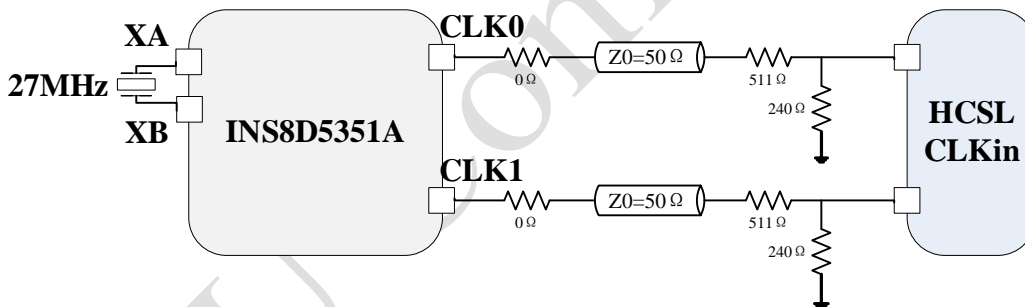 CLK0
XA
Z0=50Ω
27MHz
0Ω
511Ω
240Ω
XB
INS8D5351A
HCSL
CLKin
CLK1
Z0=50Ω
0Ω
511Ω
240Ω